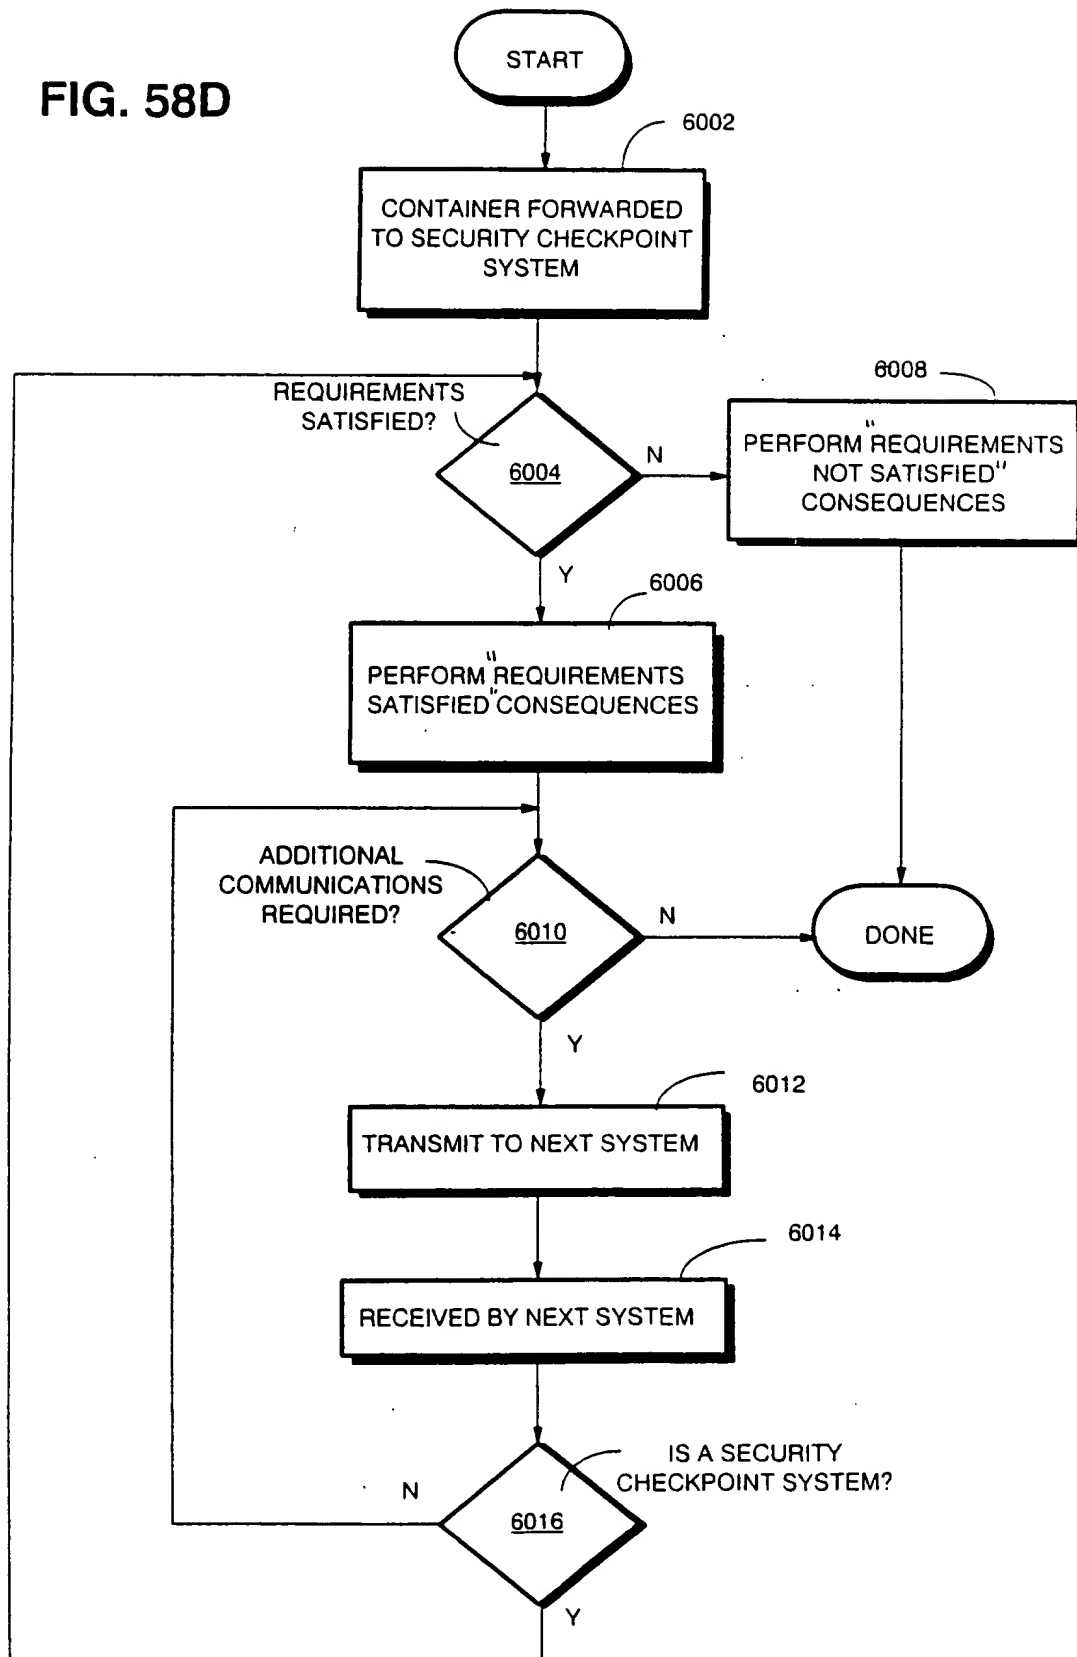 START
FIG. 58D
6002
CONTAINER FORWARDED
TO SECURITY CHECKPOINT
SYSTEM
REQUIREMENTS
SATISFIED?
6004
N
6008
PERFORM "REQUIREMENTS
NOT SATISFIED"
CONSEQUENCES
Y
6006
PERFORM "REQUIREMENTS
SATISFIED" CONSEQUENCES
ADDITIONAL
COMMUNICATIONS
REQUIRED?
6010
N
DONE
Y
6012
TRANSMIT TO NEXT SYSTEM
6014
RECEIVED BY NEXT SYSTEM
IS A SECURITY
CHECKPOINT SYSTEM?
N
6016
Y